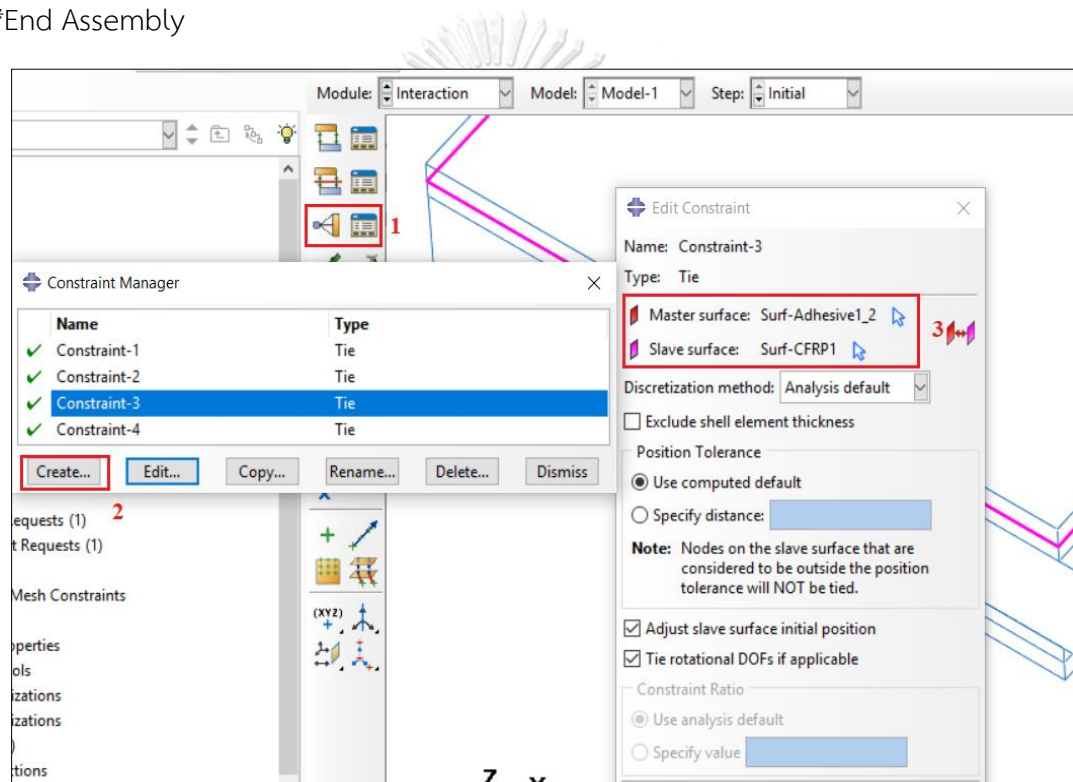 *End Assembly
Module: Interaction Model: Model-1 Step: Initial
1
Constraint Manager
Name Type
Constraint-1 Tie
Constraint-2 Tie
Constraint-3 Tie
Constraint-4 Tie
Create... Edit... Copy... Rename... Delete... Dismiss
2
equests (1)
t Requests (1)
Mesh Constraints
perties
ols
izations
izations
)
tions
(XYZ)
Edit Constraint
Name: Constraint-3
Type: Tie
Master surface: Surf-Adhesive1_2
Slave surface: Surf-CFRP1
3
Discretization method: Analysis default
Exclude shell element thickness
Position Tolerance
Use computed default
Specify distance:
Note: Nodes on the slave surface that are
considered to be outside the position
tolerance will NOT be tied.
Adjust slave surface initial position
Tie rotational DOFs if applicable
Constraint Ratio
Use analysis default
Specify value
Z Y